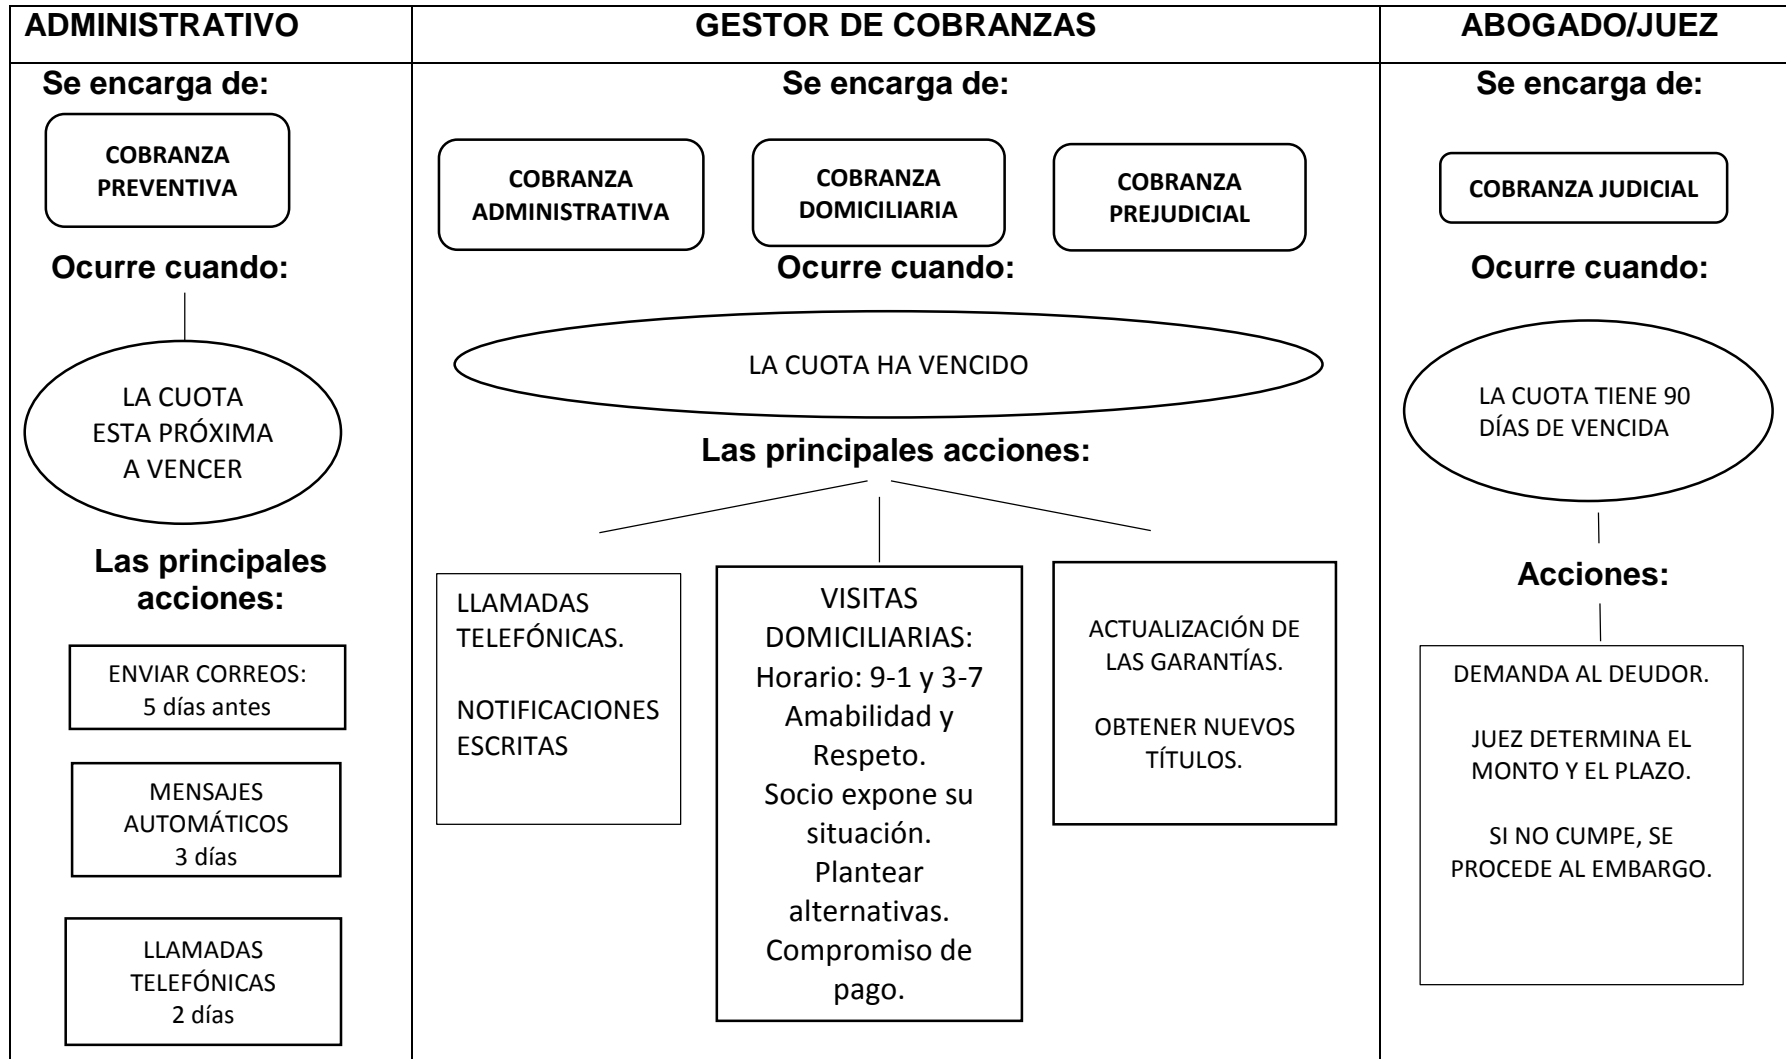 ADMINISTRATIVO
Se encarga de:
COBRANZA
PREVENTIVA
Ocurre cuando:
LA CUOTA
ESTA PRÓXIMA
A VENCER
Las principales
acciones:
ENVIAR CORREOS:
5 días antes
MENSAJES
AUTOMÁTICOS
3 días
LLAMADAS
TELEFÓNICAS
2 días
GESTOR DE COBRANZAS
Se encarga de:
COBRANZA
ADMINISTRATIVA
COBRANZA
DOMICILIARIA
COBRANZA
PREJUDICIAL
Ocurre cuando:
LA CUOTA HA VENCIDO
Las principales acciones:
LLAMADAS
TELEFÓNICAS.
NOTIFICACIONES
ESCRITAS
VISITAS
DOMICILIARIAS:
Horario: 9-1 y 3-7
Amabilidad y
Respeto.
Socio expone su
situación.
Plantear
alternativas.
Compromiso de
pago.
ACTUALIZACIÓN DE
LAS GARANTÍAS.
OBTENER NUEVOS
TÍTULOS.
ABOGADO/JUEZ
Se encarga de:
COBRANZA JUDICIAL
Ocurre cuando:
LA CUOTA TIENE 90
DÍAS DE VENCIDA
Acciones:
DEMANDA AL DEUDOR.
JUEZ DETERMINA EL
MONTO Y EL PLAZO.
SI NO CUMPE, SE
PROCEDE AL EMBARGO.